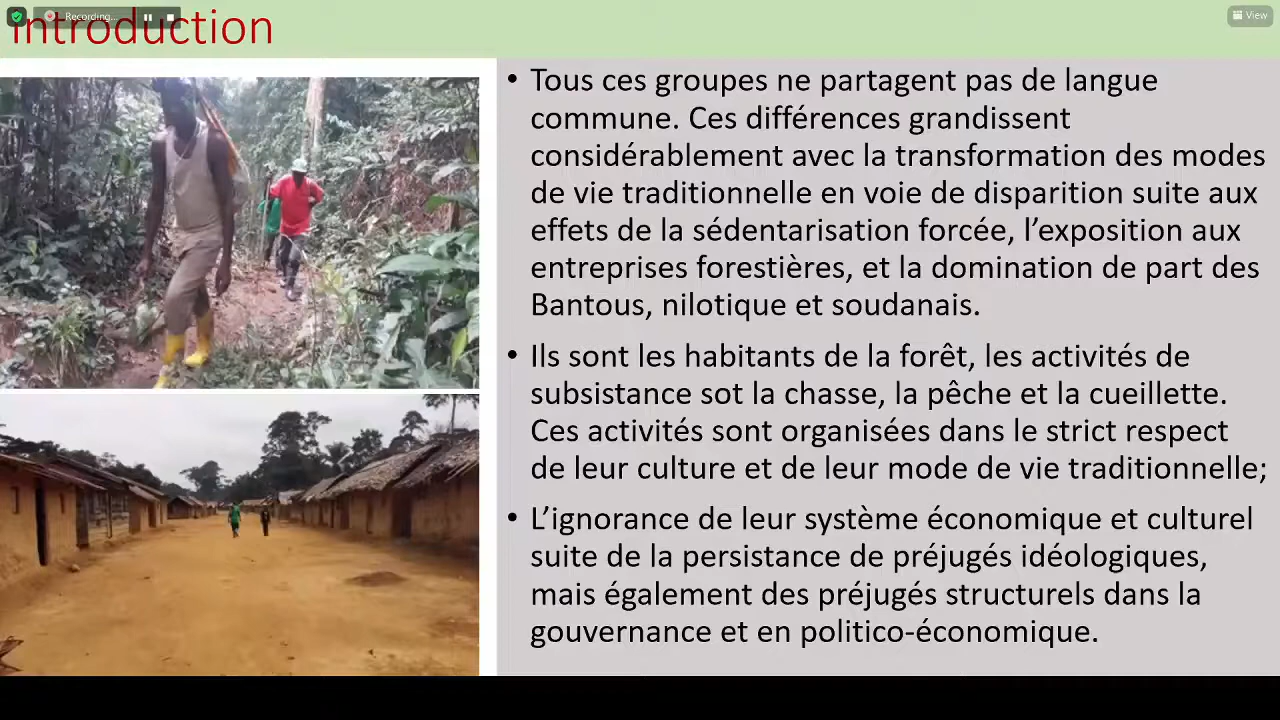 Recording...
View
Introduction
• Tous ces groupes ne partagent pas de langue
commune. Ces différences grandissent
considérablement avec la transformation des modes
de vie traditionnelle en voie de disparition suite aux
effets de la sédentarisation forcée, l’exposition aux
entreprises forestières, et la domination de part des
Bantous, nilotique et soudanais.
• Ils sont les habitants de la forêt, les activités de
subsistance sot la chasse, la pêche et la cueillette.
Ces activités sont organisées dans le strict respect
de leur culture et de leur mode de vie traditionnelle;
• L’ignorance de leur système économique et culturel
suite de la persistance de préjugés idéologiques,
mais également des préjugés structurels dans la
gouvernance et en politico-économique.